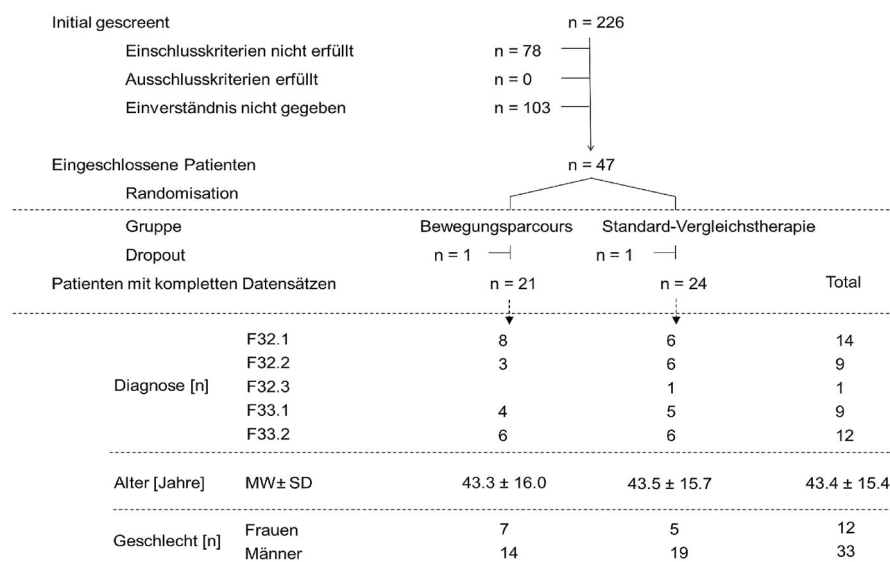 Initial gescreent n = 226
Einschlusskriterien nicht erfüllt n = 78
Ausschlusskriterien erfüllt n = 0
Einverständnis nicht gegeben n = 103
Eingeschlossene Patienten n = 47
Randomisation
Gruppe Bewegungsparcours Standard-Vergleichstherapie
Dropout n = 1 n = 1
Patienten mit kompletten Datensätzen n = 21 n = 24 Total
F32.1 8 6 14
F32.2 3 6 9
Diagnose [n] F32.3 1 1
F33.1 4 5 9
F33.2 6 6 12
Alter [Jahre] MW± SD 43.3 ± 16.0 43.5 ± 15.7 43.4 ± 15.4
Geschlecht [n] Frauen 7 5 12
Männer 14 19 33